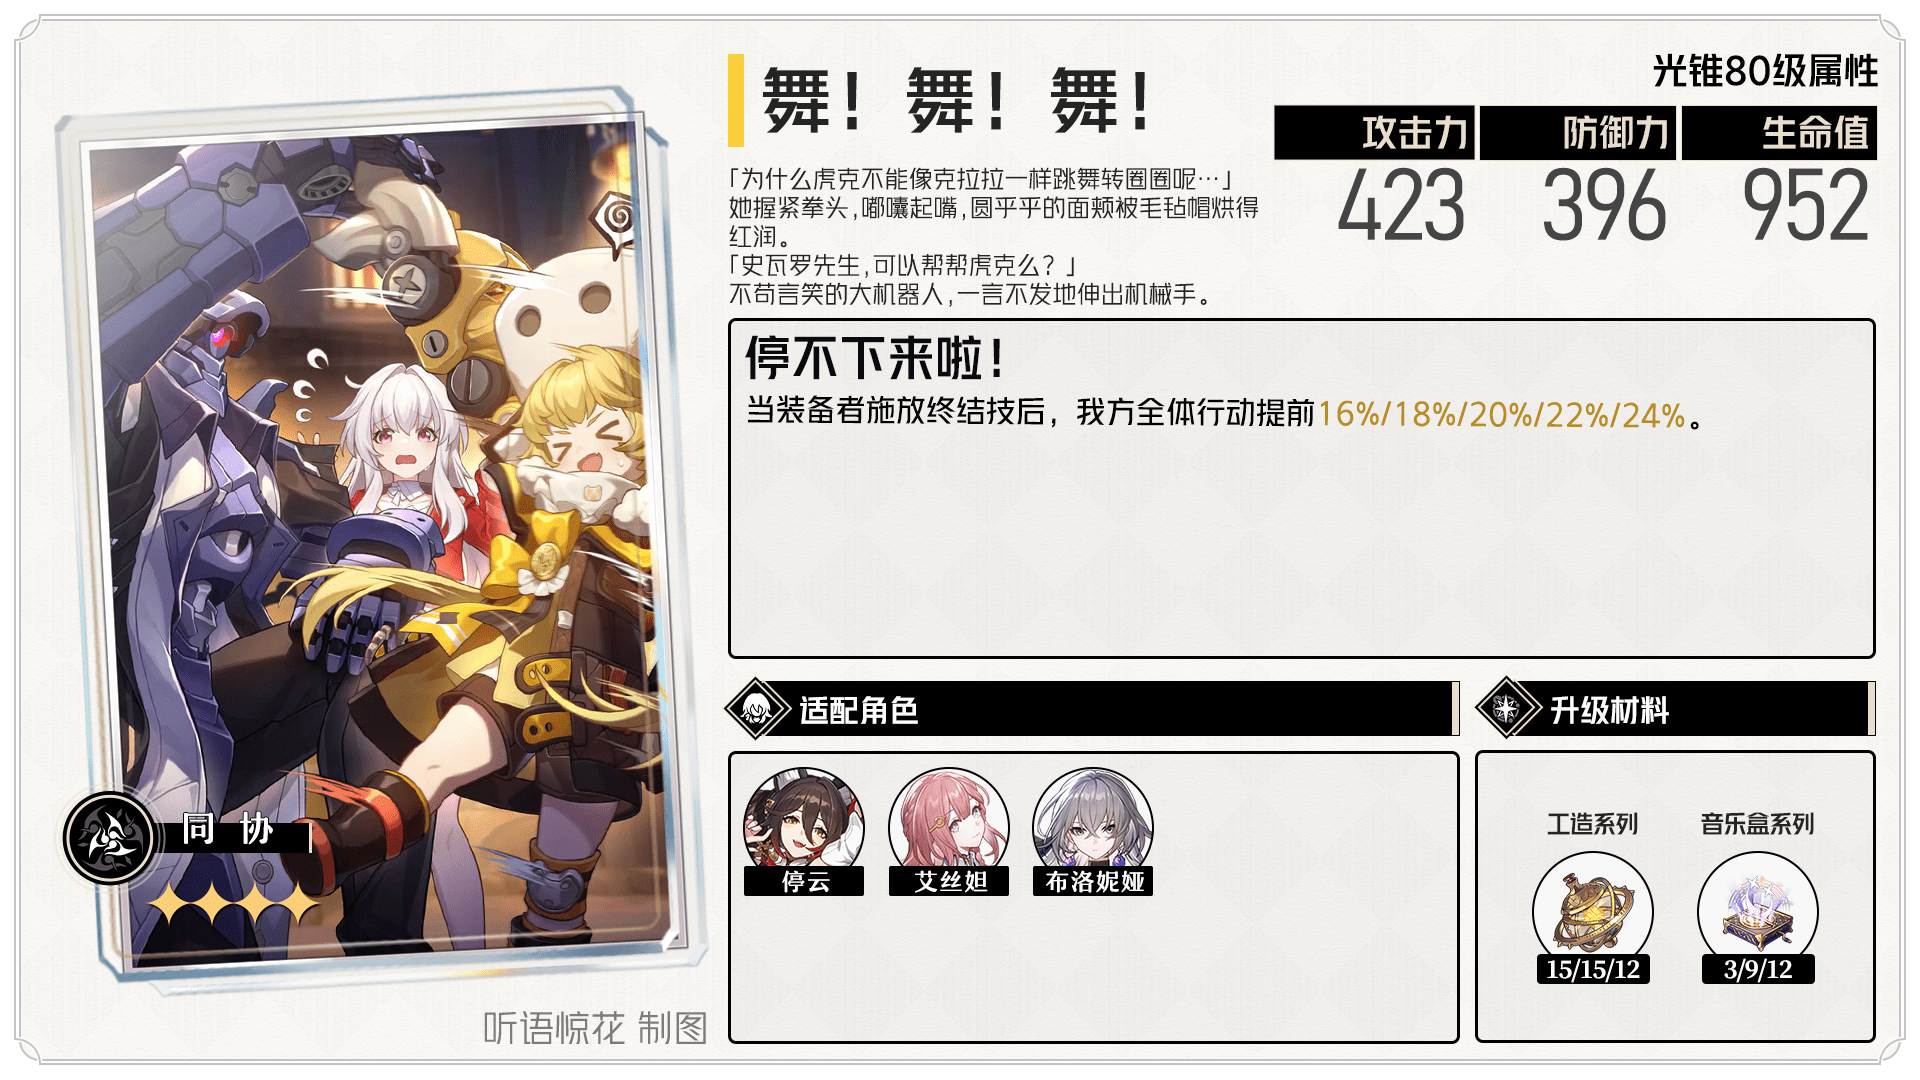 舞！舞！舞！
光锥80级属性
攻击力 防御力 生命值
423 396 952
「为什么虎克不能像克拉拉一样跳舞转圈圈呢…」
她握紧拳头,嘟囔起嘴,圆乎乎的面颊被毛毡帽烘得
红润。
「史瓦罗先生,可以帮帮虎克么？」
不苟言笑的大机器人,一言不发地伸出机械手。
停不下来啦！
当装备者施放终结技后，我方全体行动提前16%/18%/20%/22%/24%。
同 协
适配角色
停云 艾丝妲 布洛妮娅
升级材料
工造系列 音乐盒系列
15/15/12 3/9/12
听语惊花 制图